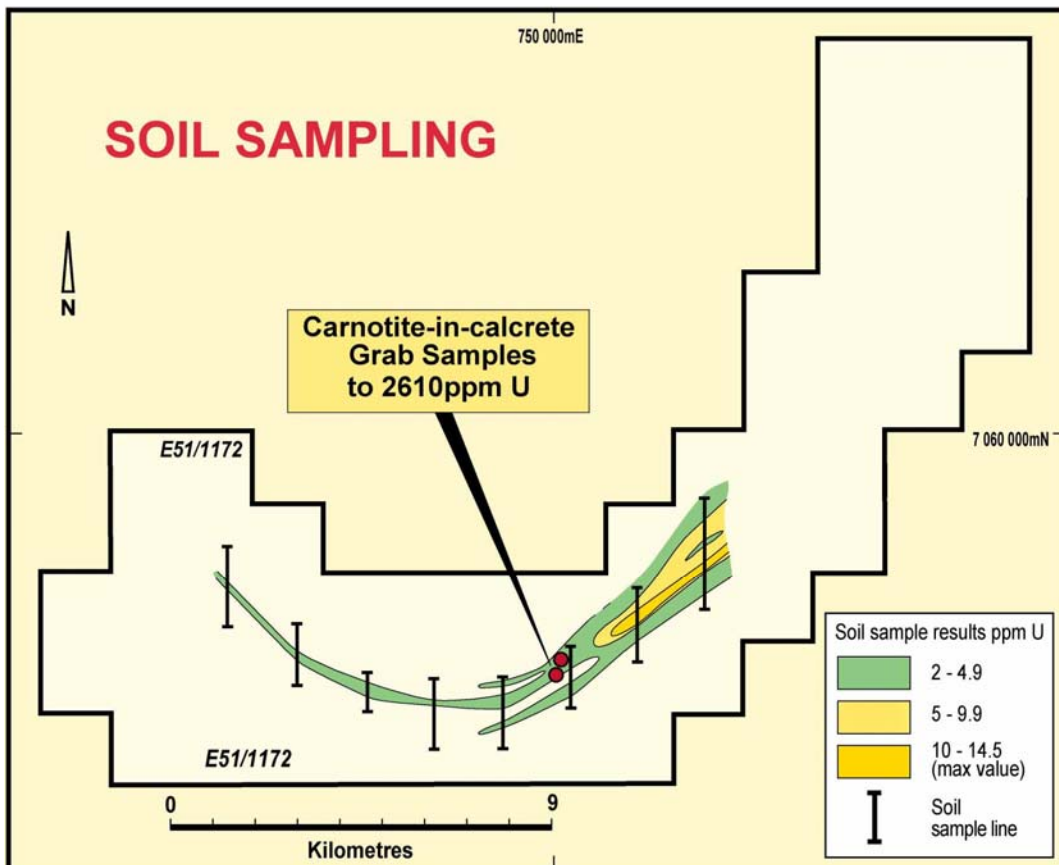 750 000mE
SOIL SAMPLING
N
Carnotite-in-calcrete
Grab Samples
to 2610ppm U
E51/1172
7 060 000mN
E51/1172
0
9
Kilometres
Soil sample results ppm U
2 - 4.9
5 - 9.9
10 - 14.5
(max value)
Soil
sample line